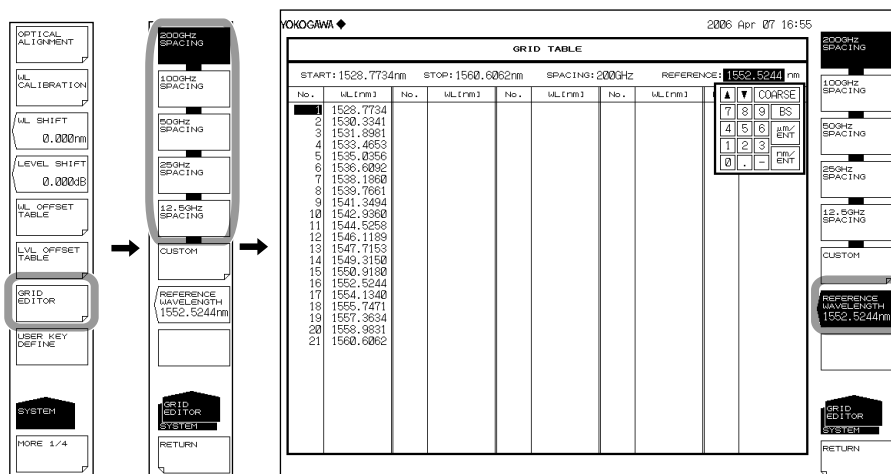 OPTICAL
ALIGNMENT
WL
CALIBRATION
WL SHIFT
0.000nm
LEVEL SHIFT
0.000dB
WL OFFSET
TABLE
LVL OFFSET
TABLE
GRID
EDITOR
USER KEY
DEFINE
SYSTEM
MORE 1/4
200GHz
SPACING
100GHz
SPACING
50GHz
SPACING
25GHz
SPACING
12.5GHz
SPACING
CUSTOM
REFERENCE
WAVELENGTH
1552.5244nm
GRID
EDITOR
SYSTEM
RETURN
YOKOGAWA 2006 Apr 07 16:55
GRID TABLE
START:1528.7734nm STOP:1560.6062nm SPACING:200GHz REFERENCE:1552.5244 nm
No. WL[nm] No. WL[nm] No. WL[nm] No. WL[nm]
1 1528.7734
2 1530.3341
3 1531.8981
4 1533.4653
5 1535.0356
6 1536.6092
7 1538.1860
8 1539.7661
9 1541.3494
10 1542.9360
11 1544.5258
12 1546.1189
13 1547.7153
14 1549.3150
15 1550.9180
16 1552.5244
17 1554.1340
18 1555.7471
19 1557.3634
20 1558.9831
21 1560.6062
▲ ▼ COARSE
7 8 9 BS
4 5 6 μm/ENT
1 2 3
0 . - nm/ENT
200GHz
SPACING
100GHz
SPACING
50GHz
SPACING
25GHz
SPACING
12.5GHz
SPACING
CUSTOM
REFERENCE
WAVELENGTH
1552.5244nm
GRID
EDITOR
SYSTEM
RETURN